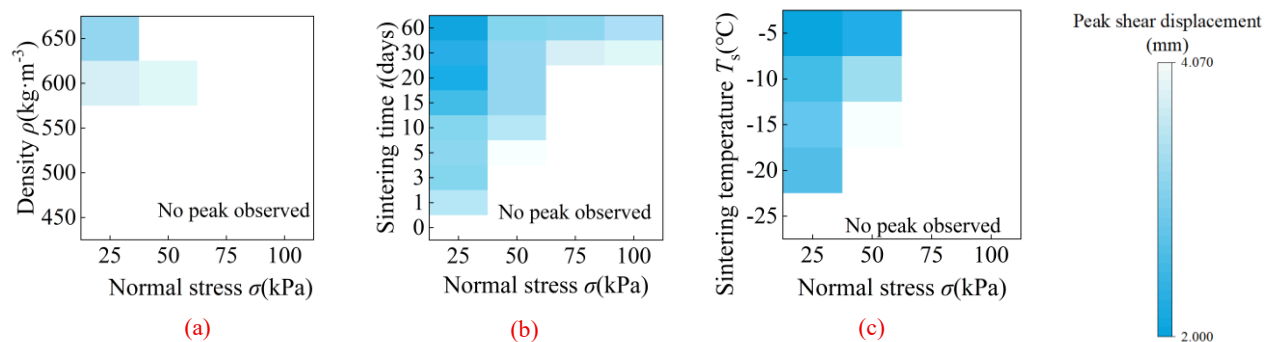 650
600
550
500
450
Density ρ(kg·m⁻³)
No peak observed
25 50 75 100
Normal stress σ(kPa)
(a)
60
30
20
15
10
5
3
1
0
Sintering time t(days)
No peak observed
25 50 75 100
Normal stress σ(kPa)
(b)
-5
-10
-15
-20
-25
Sintering temperature Tₛ(°C)
No peak observed
25 50 75 100
Normal stress σ(kPa)
(c)
Peak shear displacement
(mm)
4.070
2.000